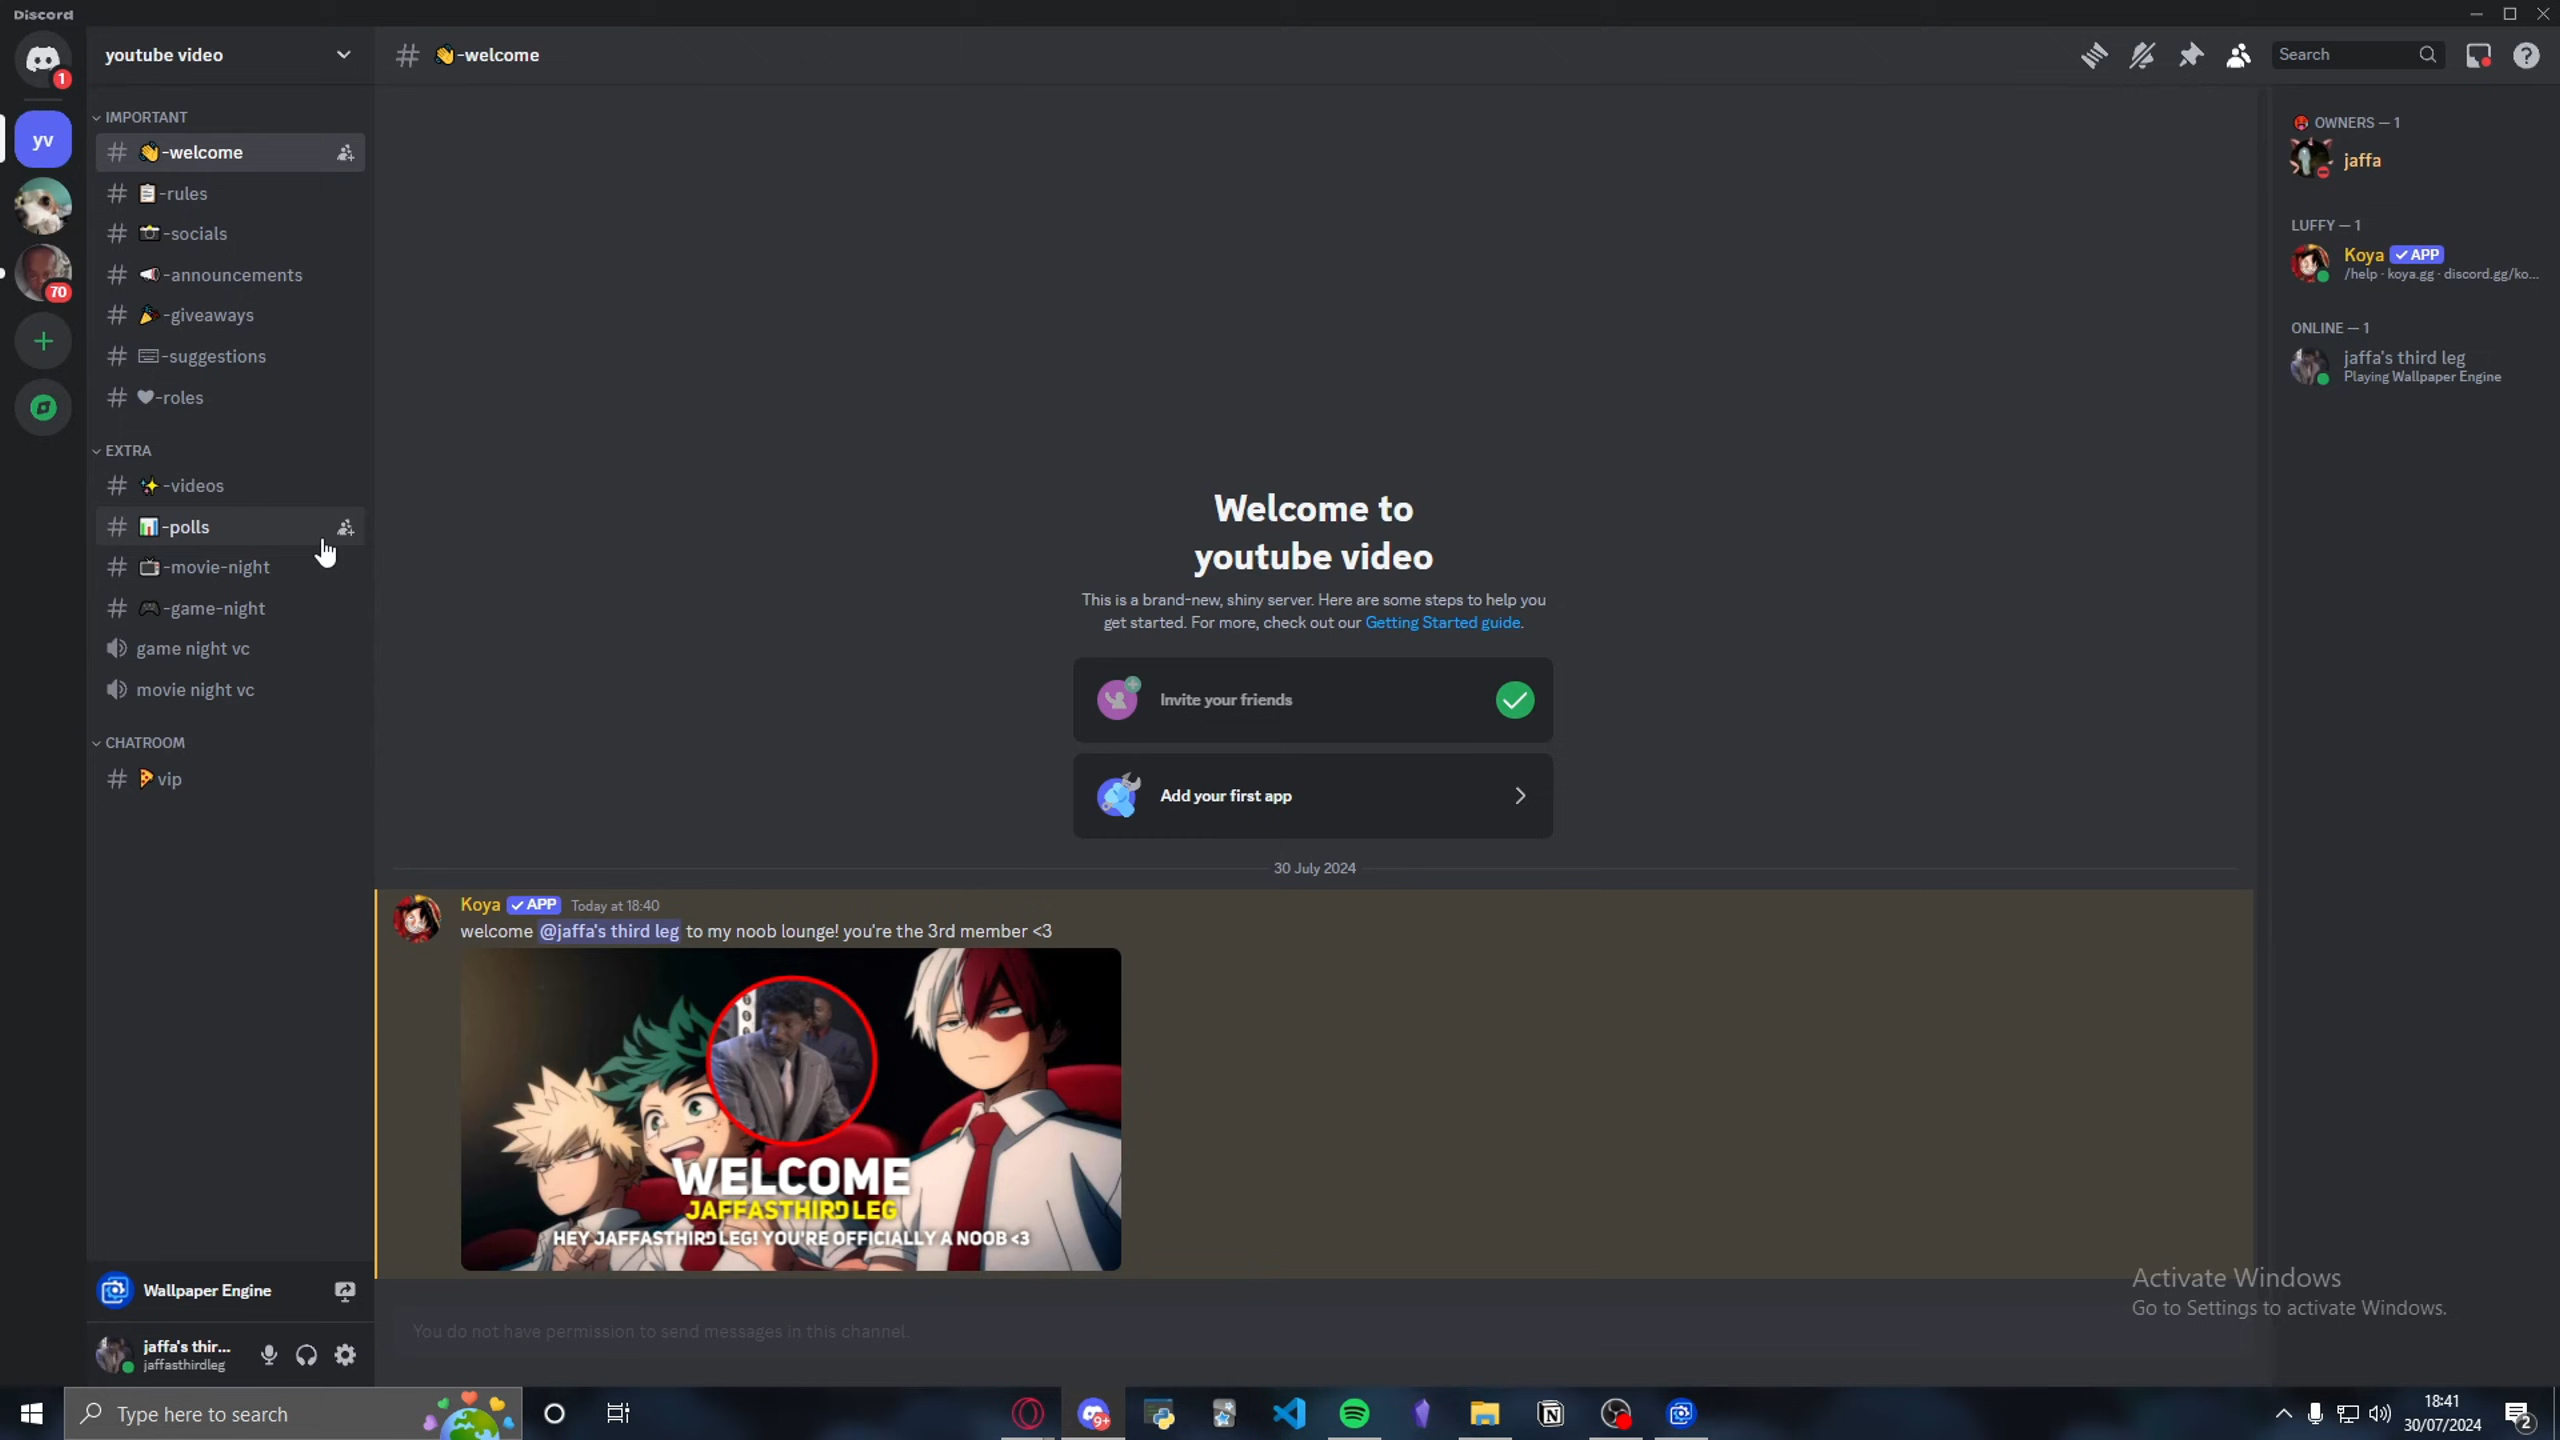 Discord
1
yv
70
youtube video
IMPORTANT
-welcome
-rules
-socials
-announcements
-giveaways
-suggestions
-roles
EXTRA
-videos
-polls
-movie-night
-game-night
game night vc
movie night vc
CHATROOM
vip
Wallpaper Engine
jaffa's thir...
jaffasthirdleg
# -welcome
Search
Welcome to
youtube video
This is a brand-new, shiny server. Here are some steps to help you
get started. For more, check out our Getting Started guide.
Invite your friends
Add your first app
30 July 2024
Koya APP Today at 18:40
welcome @jaffa's third leg to my noob lounge! you're the 3rd member <3
WELCOME
JAFFASTHIRDLEG
HEY JAFFASTHIRDLEG! YOU'RE OFFICIALLY A NOOB <3
You do not have permission to send messages in this channel.
OWNERS — 1
jaffa
LUFFY — 1
Koya APP
/help · koya.gg · discord.gg/ko...
ONLINE — 1
jaffa's third leg
Playing Wallpaper Engine
Activate Windows
Go to Settings to activate Windows.
Type here to search
9+
18:41
30/07/2024
2